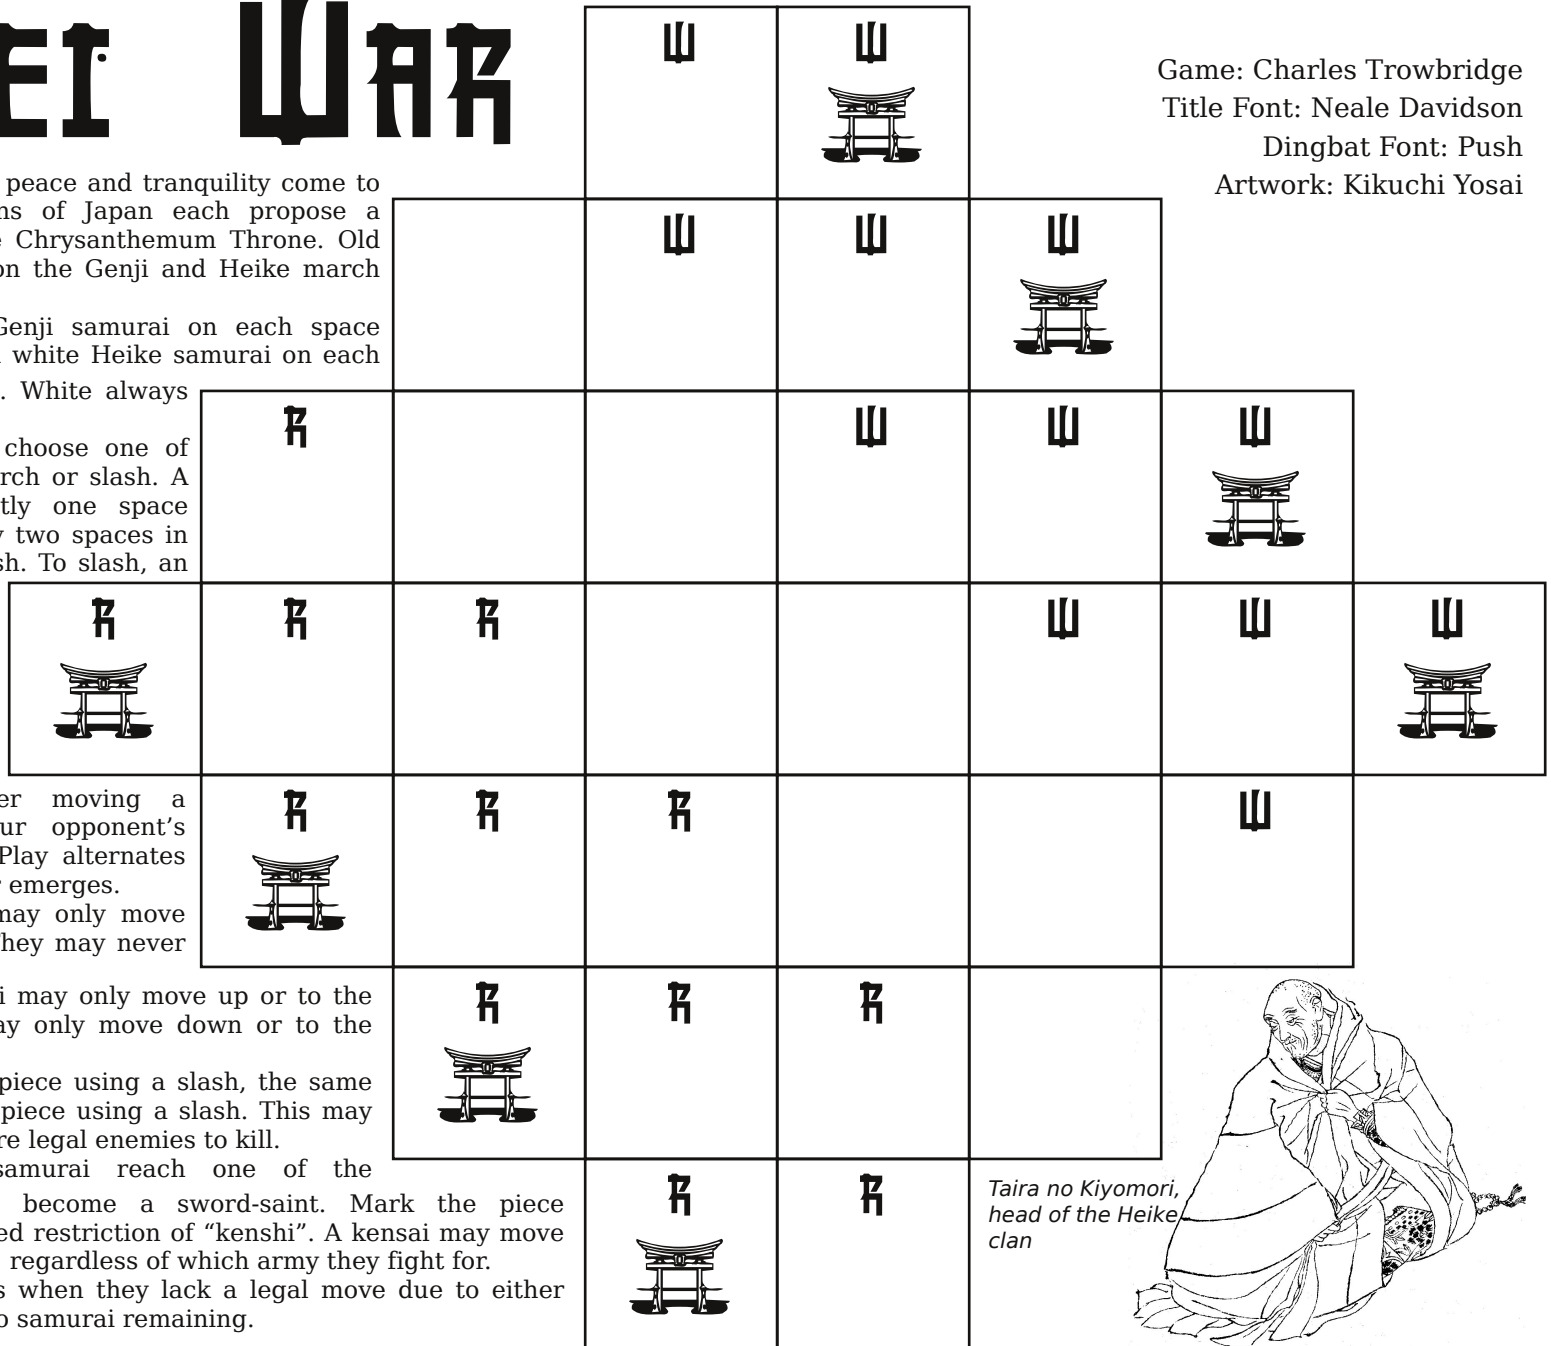 EI WAR
Game: Charles Trowbridge
Title Font: Neale Davidson
Dingbat Font: Push
Artwork: Kikuchi Yosai
peace and tranquility come to
ns of Japan each propose a
e Chrysanthemum Throne. Old
on the Genji and Heike march
Genji samurai on each space
white Heike samurai on each
. White always
choose one of
rch or slash. A
tly one space
y two spaces in
sh. To slash, an
er moving a
ur opponent’s
Play alternates
r emerges.
may only move
They may never
i may only move up or to the
ay only move down or to the
piece using a slash, the same
piece using a slash. This may
re legal enemies to kill.
samurai reach one of the
become a sword-saint. Mark the piece
ed restriction of “kenshi”. A kensai may move
regardless of which army they fight for.
s when they lack a legal move due to either
o samurai remaining.
W W
W W W
R W W W
R R R W W W
R R R W
R R R
R R
Taira no Kiyomori,
head of the Heike
clan